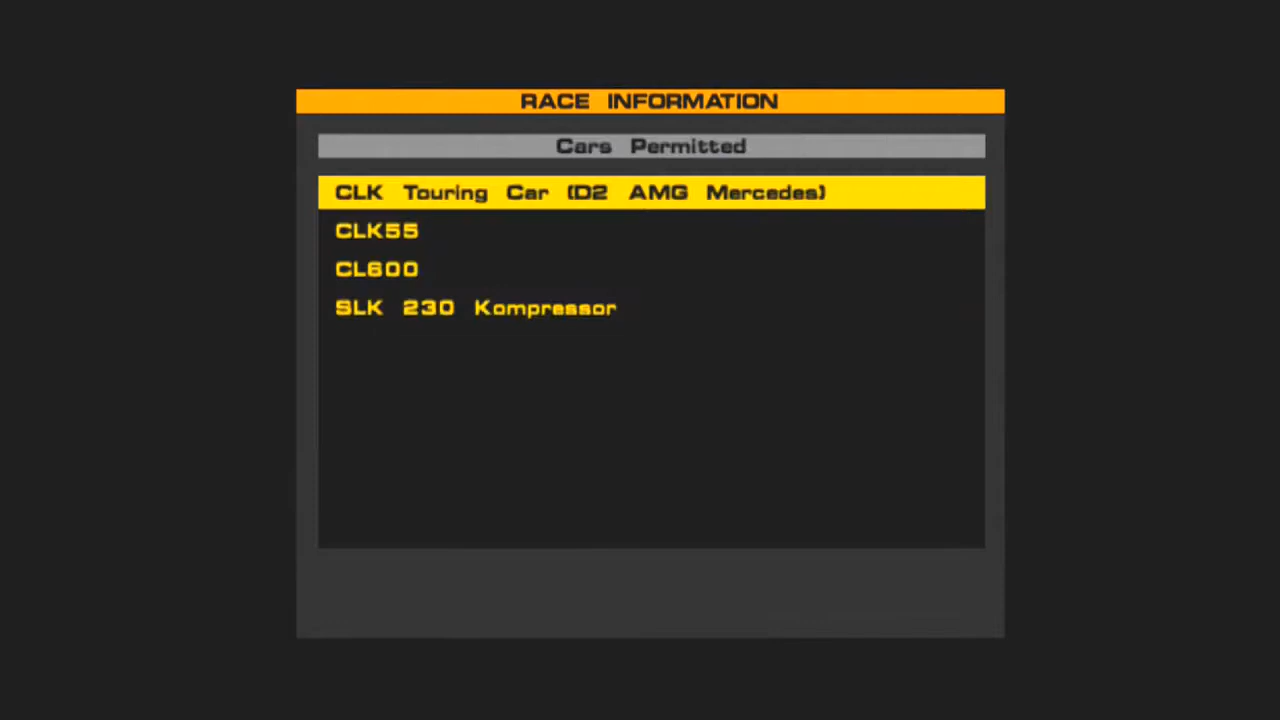 RACE INFORMATION
Cars Permitted
CLK Touring Car (D2 AMG Mercedes)
CLK55
CL600
SLK 230 Kompressor